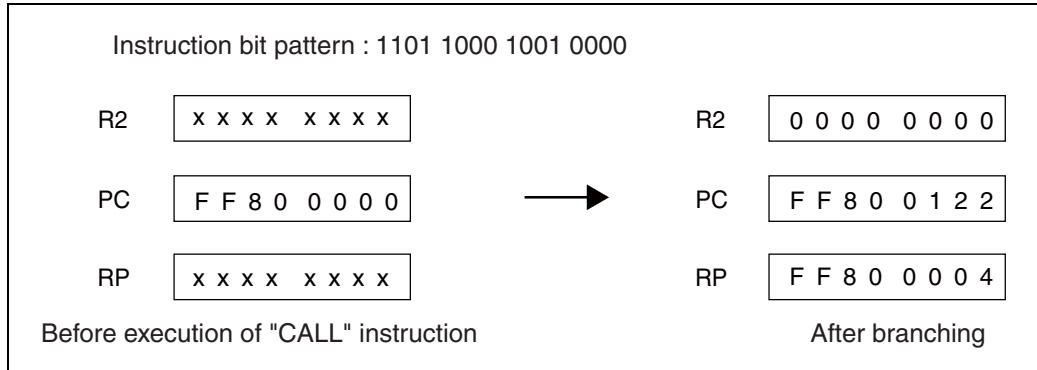 Instruction bit pattern : 1101 1000 1001 0000
R2 x x x x x x x x R2 0 0 0 0 0 0 0 0
PC F F 8 0 0 0 0 0 PC F F 8 0 0 1 2 2
RP x x x x x x x x RP F F 8 0 0 0 0 4
Before execution of "CALL" instruction After branching